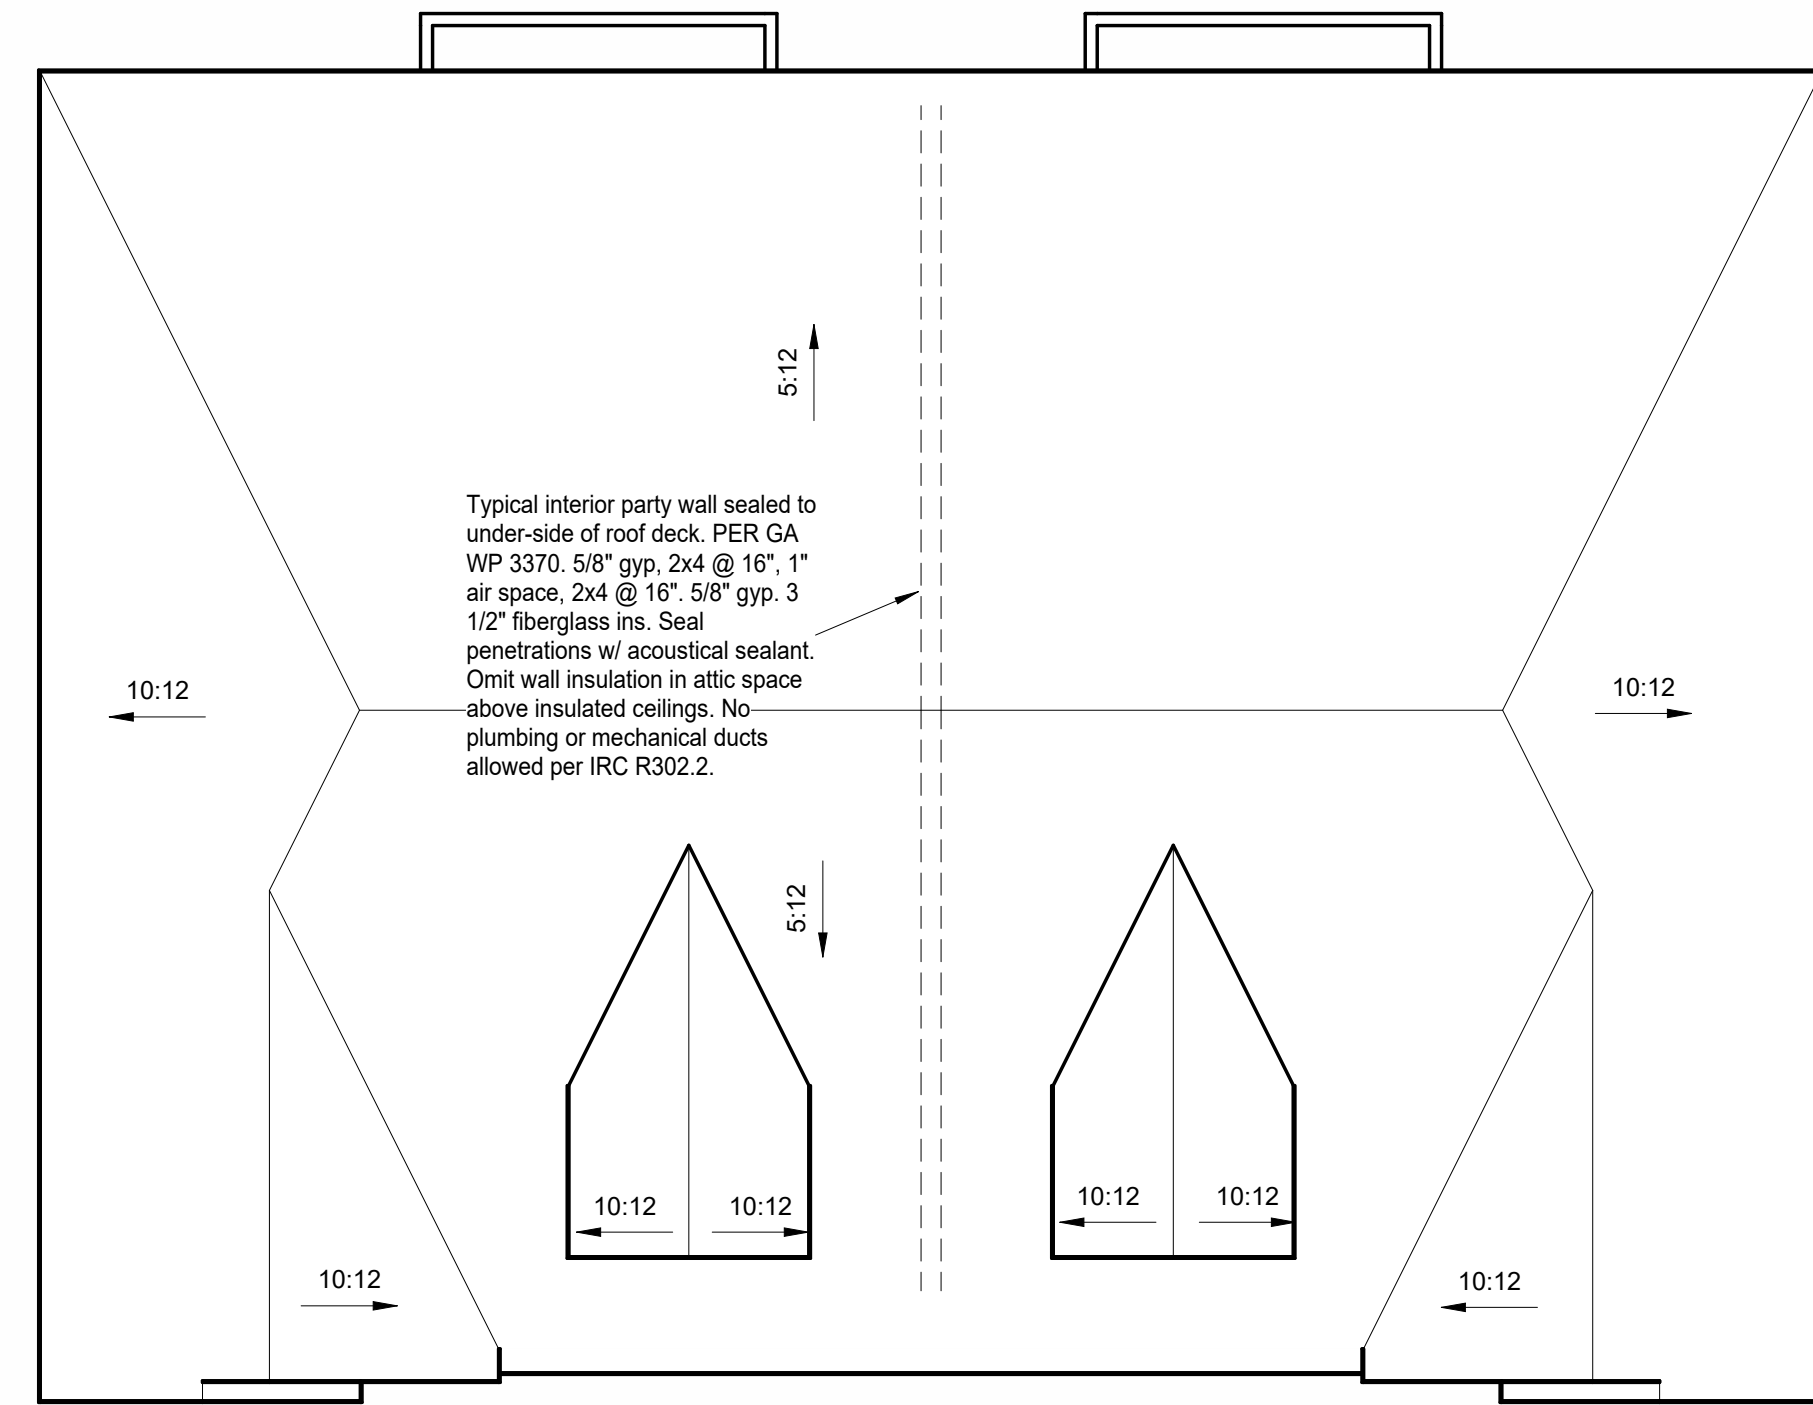 5:12
Typical interior party wall sealed to
under-side of roof deck. PER GA
WP 3370. 5/8" gyp, 2x4 @ 16", 1"
air space, 2x4 @ 16". 5/8" gyp. 3
1/2" fiberglass ins. Seal
penetrations w/ acoustical sealant.
Omit wall insulation in attic space
above insulated ceilings. No
plumbing or mechanical ducts
allowed per IRC R302.2.
10:12
10:12
5:12
10:12
10:12
10:12
10:12
10:12
10:12